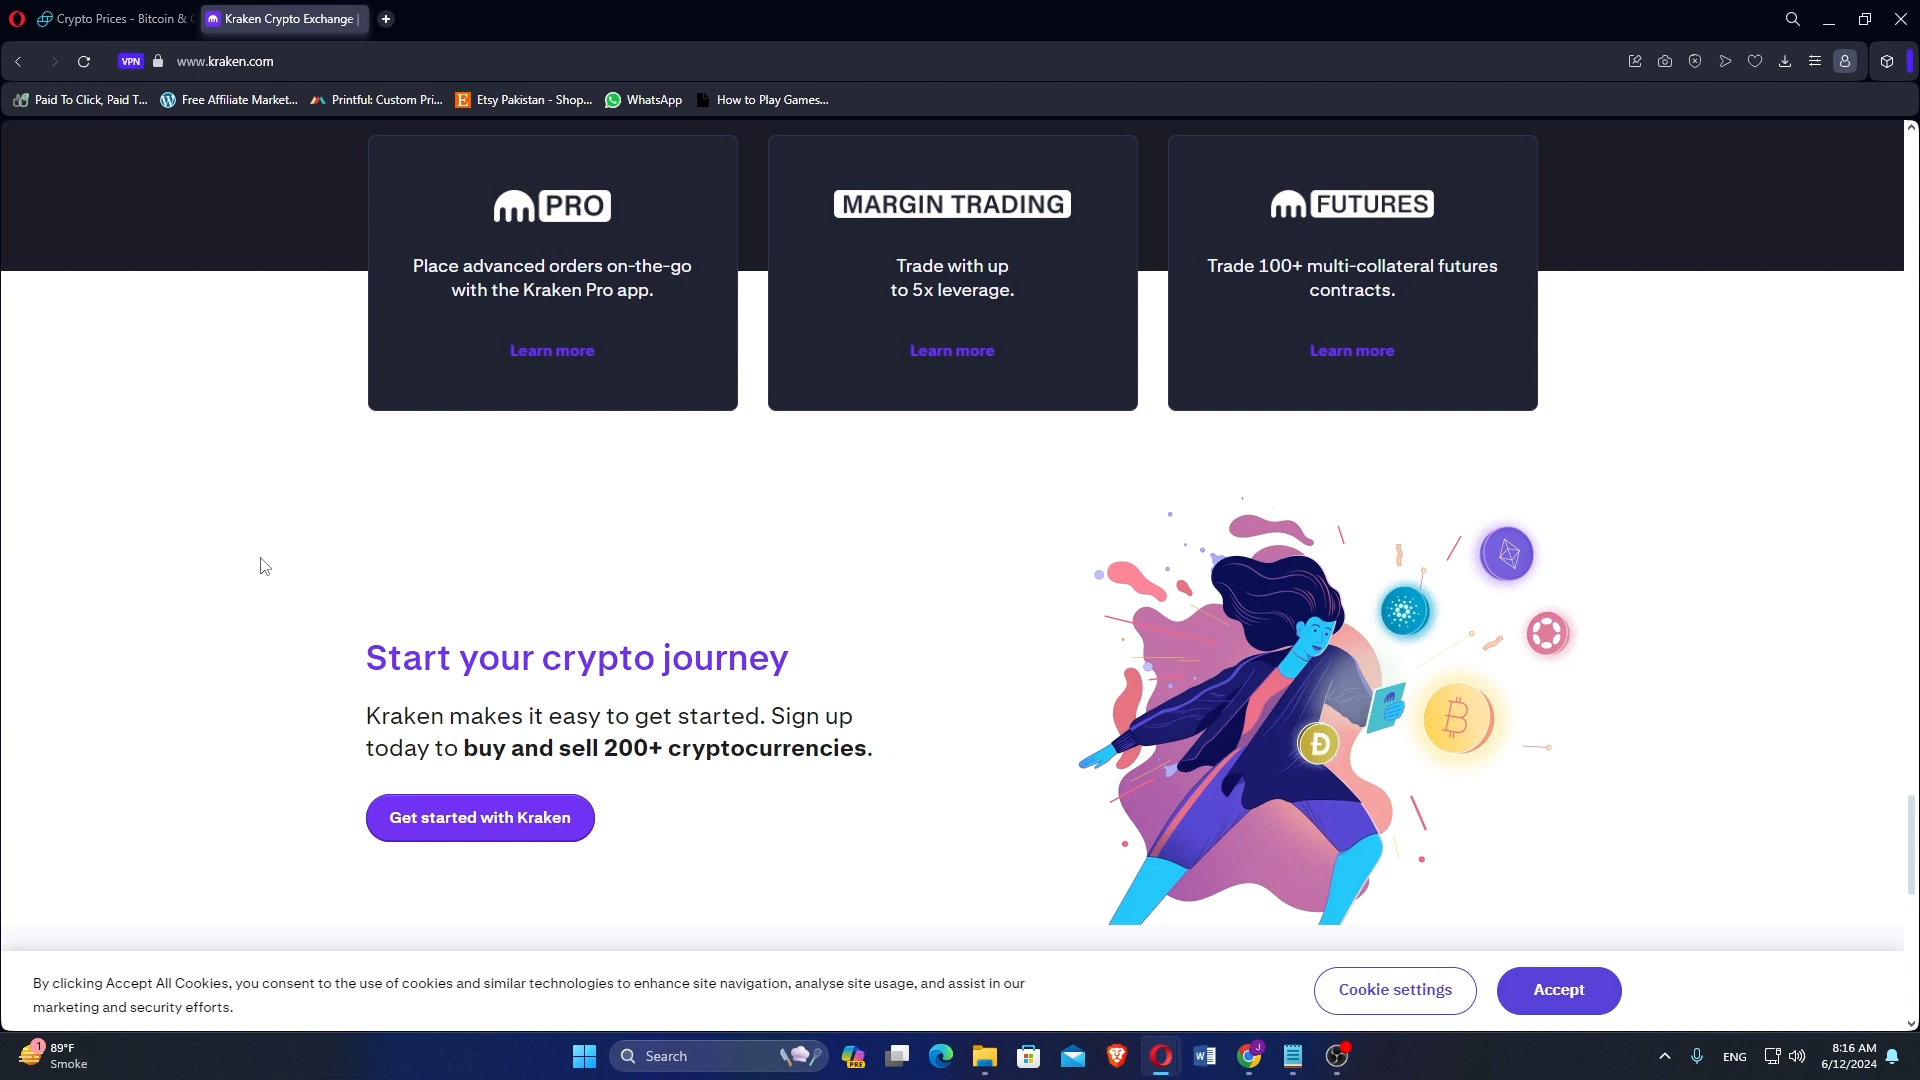 Crypto Prices - Bitcoin &
Kraken Crypto Exchange |
VPN
www.kraken.com
Paid To Click, Paid T...
Free Affiliate Market...
Printful: Custom Pri...
Etsy Pakistan - Shop...
WhatsApp
How to Play Games...
PRO
MARGIN TRADING
FUTURES
Place advanced orders on-the-go
with the Kraken Pro app.
Trade with up
to 5x leverage.
Trade 100+ multi-collateral futures
contracts.
Learn more
Learn more
Learn more
Start your crypto journey
Kraken makes it easy to get started. Sign up
today to buy and sell 200+ cryptocurrencies.
Get started with Kraken
By clicking Accept All Cookies, you consent to the use of cookies and similar technologies to enhance site navigation, analyse site usage, and assist in our
marketing and security efforts.
Cookie settings
Accept
1
89°F
Smoke
Search
PRE
J
ENG
8:16 AM
6/12/2024